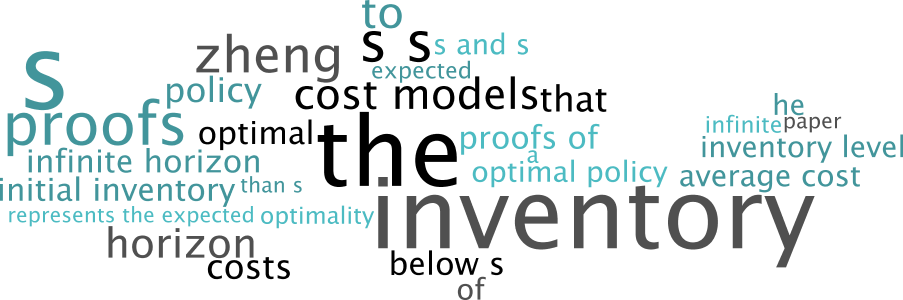 to
s s
s and s
zheng
expected
s
policy
cost models
that
he
proofs
optimal
the
proofs of
infinite
paper
a
inventory level
infinite horizon
optimal policy
average cost
initial inventory
than s
inventory
represents the expected
optimality
horizon
costs
below s
of